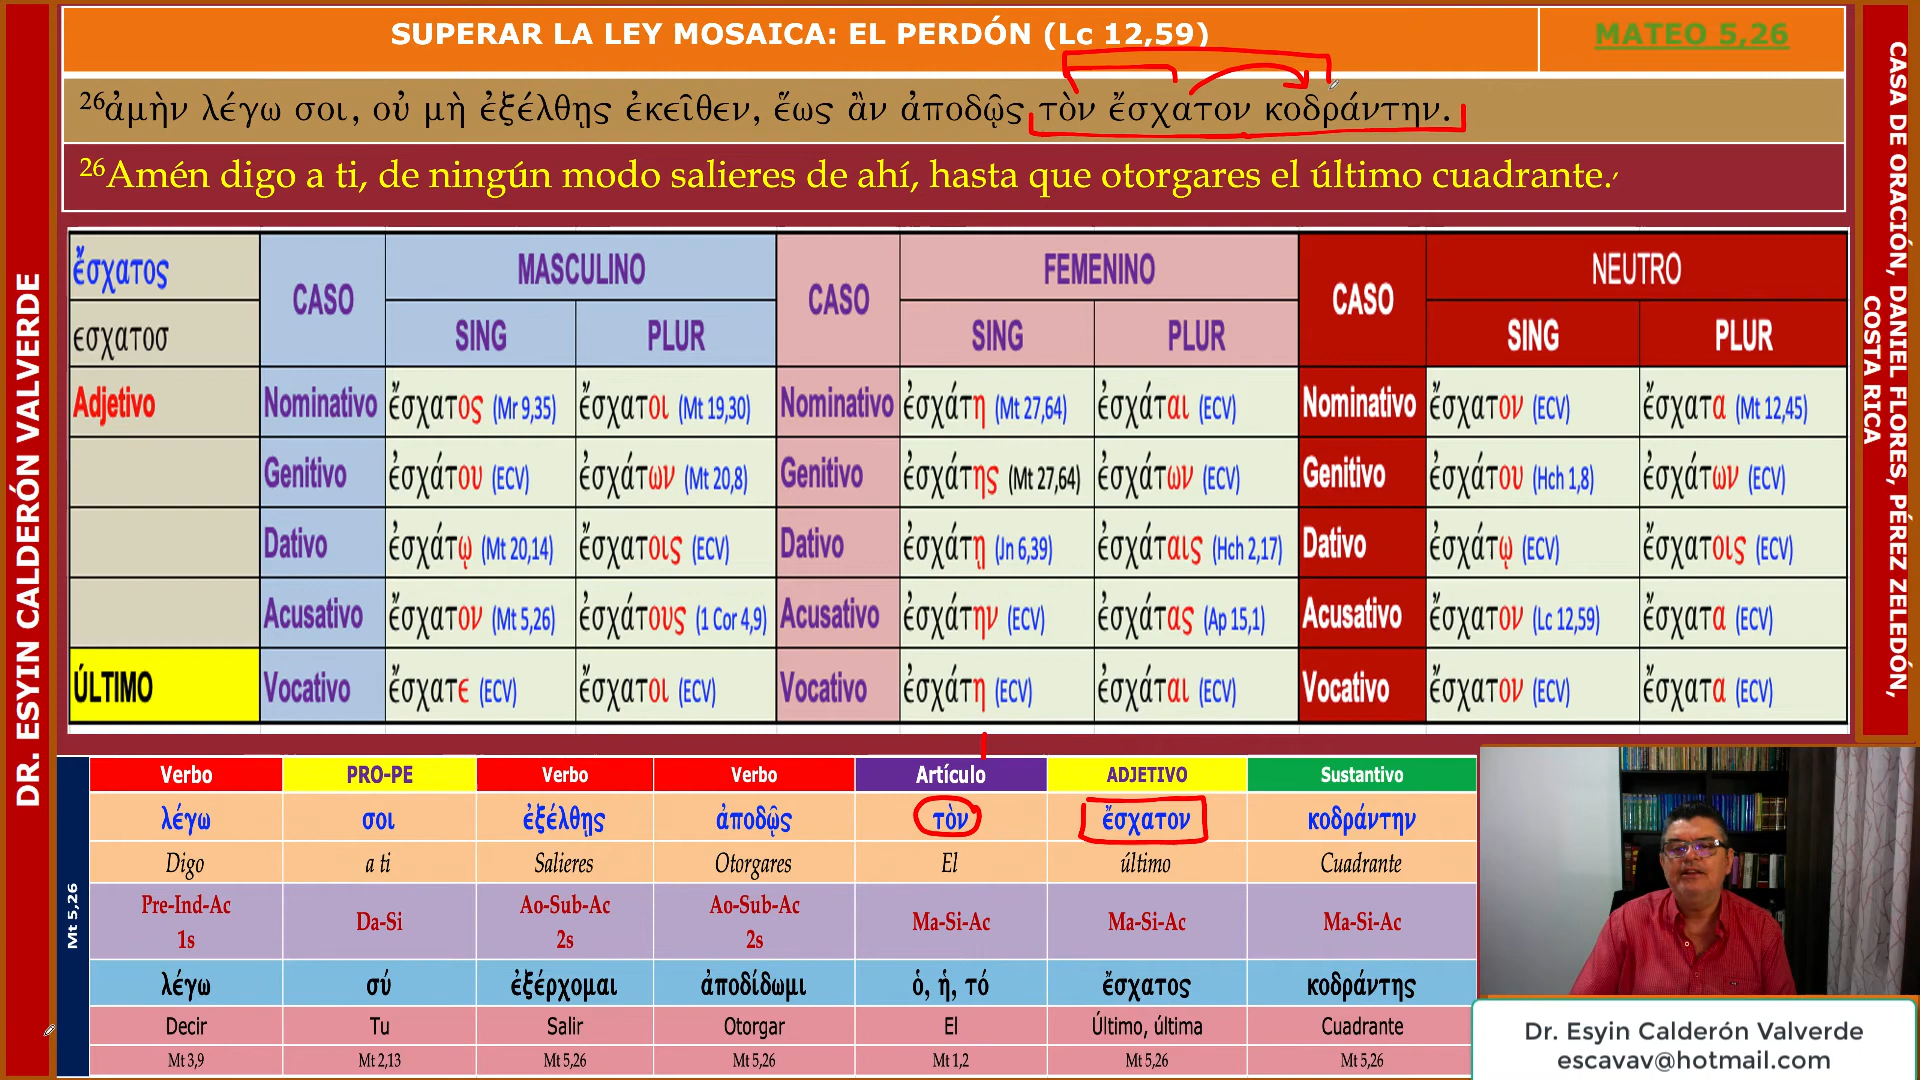 SUPERAR LA LEY MOSAICA: EL PERDÓN (Lc 12,59)
MATEO 5,26
²⁶ἀμὴν λέγω σοι, οὐ μὴ ἐξέλθῃς ἐκεῖθεν, ἕως ἂν ἀποδῷς τὸν ἔσχατον κοδράντην.
²⁶Amén digo a ti, de ningún modo salieres de ahí, hasta que otorgares el último cuadrante.
DR. ESYIN CALDERÓN VALVERDE
CASA DE ORACIÓN, DANIEL FLORES, PÉREZ ZELEDÓN,
COSTA RICA
ἔσχατος CASO MASCULINO CASO FEMENINO CASO NEUTRO
εσχατοσ SING PLUR SING PLUR SING PLUR
Adjetivo Nominativo ἔσχατος (Mr 9,35) ἔσχατοι (Mt 19,30) Nominativo ἐσχάτη (Mt 27,64) ἐσχάται (ECV) Nominativo ἔσχατον (ECV) ἔσχατα (Mt 12,45)
Genitivo ἐσχάτου (ECV) ἐσχάτων (Mt 20,8) Genitivo ἐσχάτης (Mt 27,64) ἐσχάτων (ECV) Genitivo ἐσχάτου (Hch 1,8) ἐσχάτων (ECV)
Dativo ἐσχάτῳ (Mt 20,14) ἔσχατοις (ECV) Dativo ἐσχάτῃ (Jn 6,39) ἐσχάταις (Hch 2,17) Dativo ἐσχάτῳ (ECV) ἔσχατοις (ECV)
Acusativo ἔσχατον (Mt 5,26) ἐσχάτους (1 Cor 4,9) Acusativo ἐσχάτην (ECV) ἐσχάτας (Ap 15,1) Acusativo ἔσχατον (Lc 12,59) ἔσχατα (ECV)
ÚLTIMO Vocativo ἔσχατε (ECV) ἔσχατοι (ECV) Vocativo ἐσχάτη (ECV) ἐσχάται (ECV) Vocativo ἔσχατον (ECV) ἔσχατα (ECV)
Mt 5,26
Verbo PRO-PE Verbo Verbo Artículo ADJETIVO Sustantivo
λέγω σοι ἐξέλθῃς ἀποδῷς τὸν ἔσχατον κοδράντην
Digo a ti Salieres Otorgares El último Cuadrante
Pre-Ind-Ac Da-Si Ao-Sub-Ac Ao-Sub-Ac Ma-Si-Ac Ma-Si-Ac Ma-Si-Ac
1s 2s 2s
λέγω σύ ἐξέρχομαι ἀποδίδωμι ὁ, ἡ, τό ἔσχατος κοδράντης
Decir Tu Salir Otorgar El Último, última Cuadrante
Mt 3,9 Mt 2,13 Mt 5,26 Mt 5,26 Mt 1,2 Mt 5,26 Mt 5,26
Dr. Esyin Calderón Valverde
escavav@hotmail.com